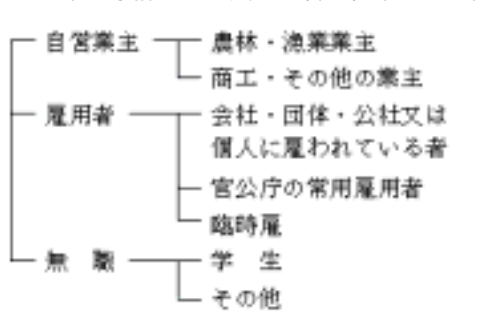 自営業主
農林・漁業業主
商工・その他の業主
雇用者
会社・団体・公社又は
個人に雇われている者
官公庁の常用雇用者
臨時雇
無職
学生
その他